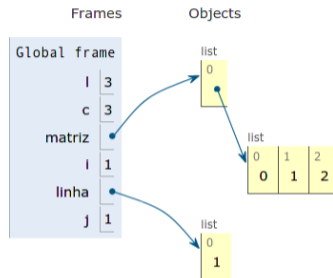 Frames Objects
Global frame
list
0
l 3
c 3
matriz
list
0 1 2
0 1 2
i 1
linha
j 1
list
0
1